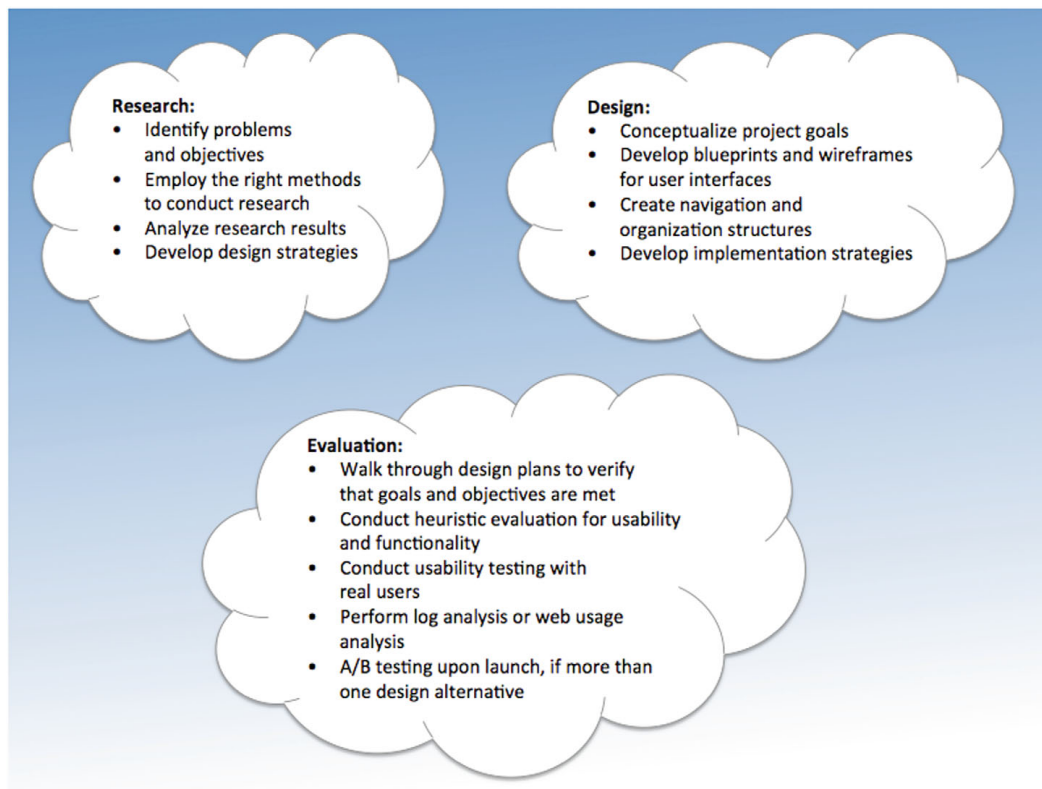 Research:
• Identify problems
and objectives
• Employ the right methods
to conduct research
• Analyze research results
• Develop design strategies
Design:
• Conceptualize project goals
• Develop blueprints and wireframes
for user interfaces
• Create navigation and
organization structures
• Develop implementation strategies
Evaluation:
• Walk through design plans to verify
that goals and objectives are met
• Conduct heuristic evaluation for usability
and functionality
• Conduct usability testing with
real users
• Perform log analysis or web usage
analysis
• A/B testing upon launch, if more than
one design alternative